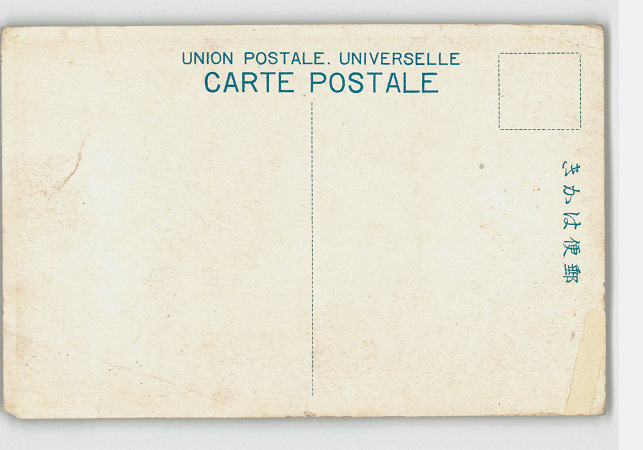 UNION POSTALE. UNIVERSELLE
CARTE POSTALE
きかは便郵